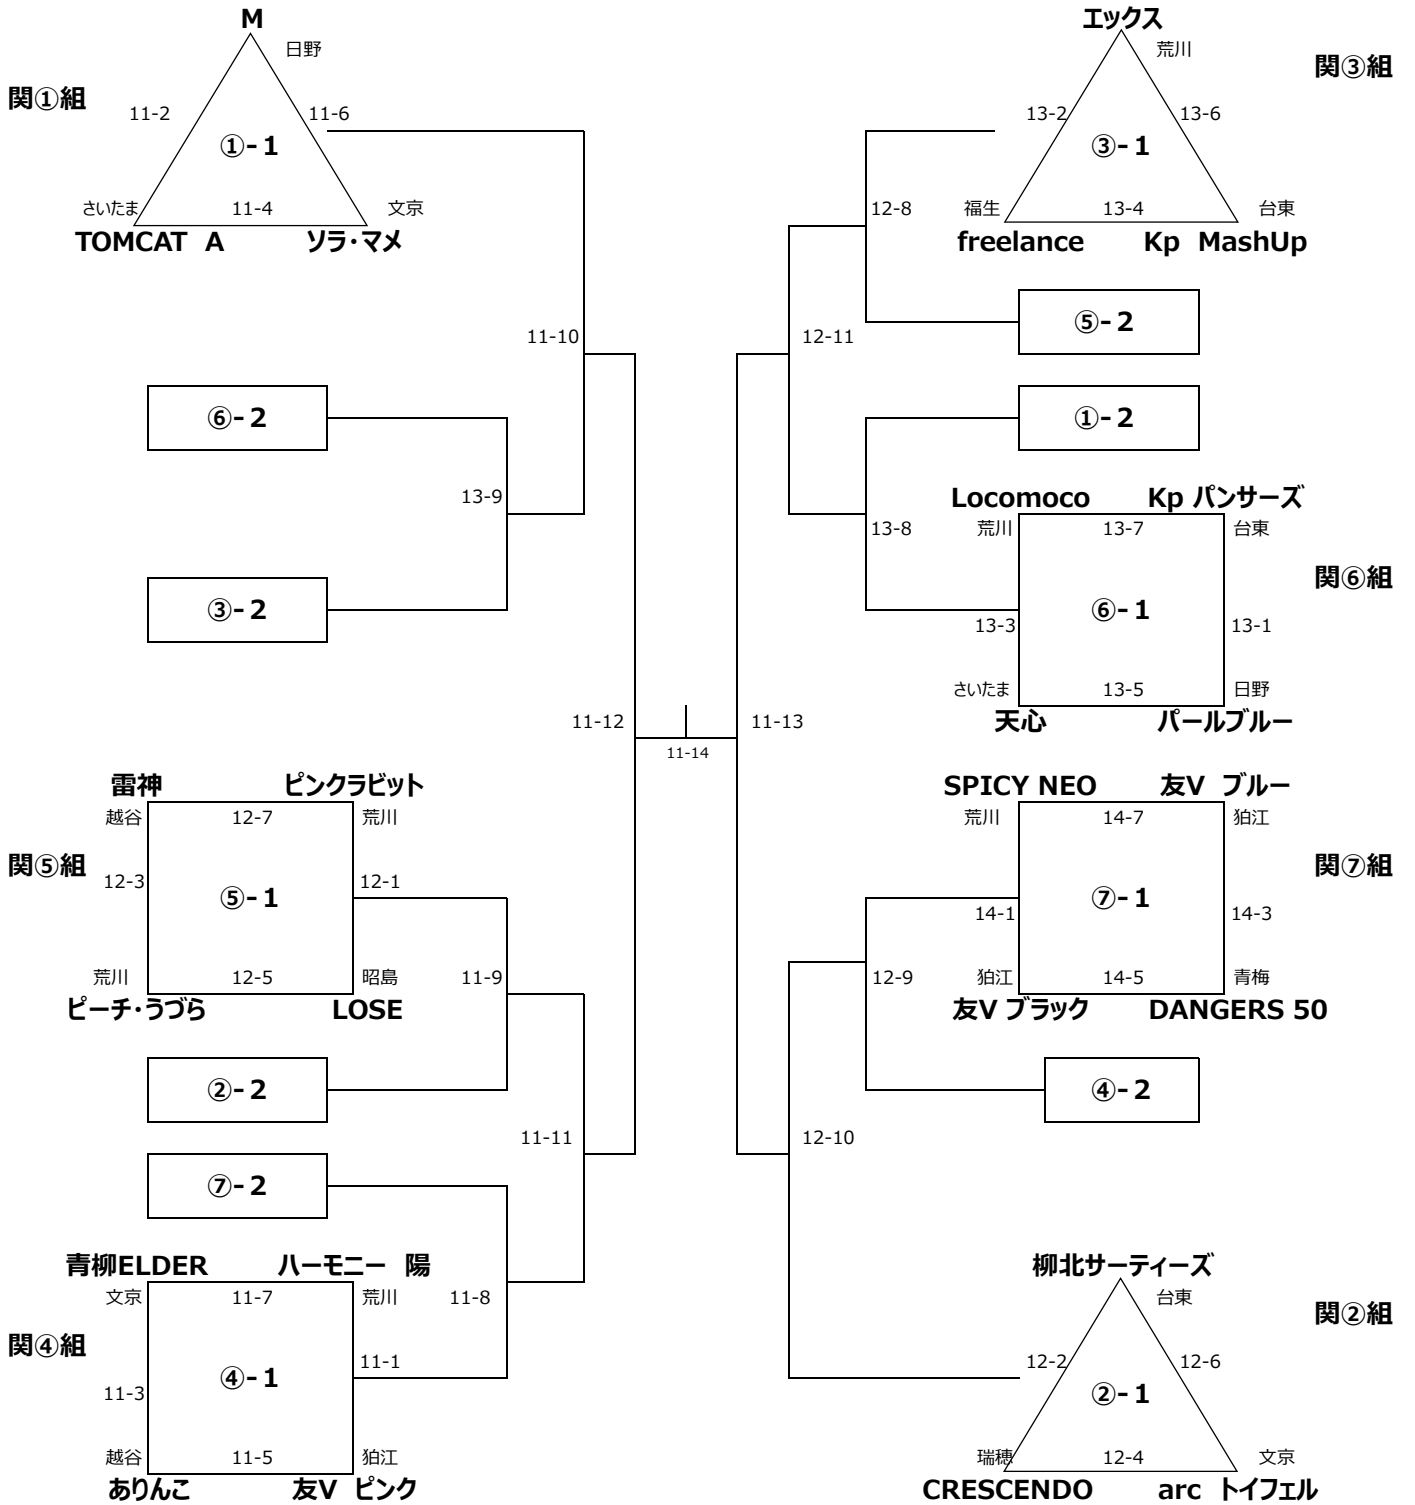 M
日野
関①組
11-2
11-6
①-1
さいたま
11-4
文京
TOMCAT A
ソラ・マメ
11-10
⑥-2
13-9
③-2
11-12
雷神
ピンクラビット
越谷
12-7
荒川
関⑤組
12-3
⑤-1
12-1
荒川
12-5
昭島
11-9
ピーチ・うづら
LOSE
②-2
11-11
⑦-2
青柳ELDER
ハーモニー 陽
文京
11-7
荒川
11-8
関④組
11-3
④-1
11-1
越谷
11-5
狛江
ありんこ
友V ピンク
11-14
エックス
荒川
関③組
13-2
13-6
③-1
12-8
福生
13-4
台東
freelance
Kp MashUp
⑤-2
12-11
①-2
Locomoco
Kp パンサーズ
13-8
荒川
13-7
台東
関⑥組
⑥-1
13-3
13-1
さいたま
13-5
日野
天心
パールブルー
11-13
SPICY NEO
友V ブルー
荒川
14-7
狛江
関⑦組
⑦-1
14-1
14-3
12-9
狛江
14-5
青梅
友V ブラック
DANGERS 50
④-2
12-10
柳北サーティーズ
台東
関②組
12-2
12-6
②-1
瑞穂
12-4
文京
CRESCENDO
arc トイフェル